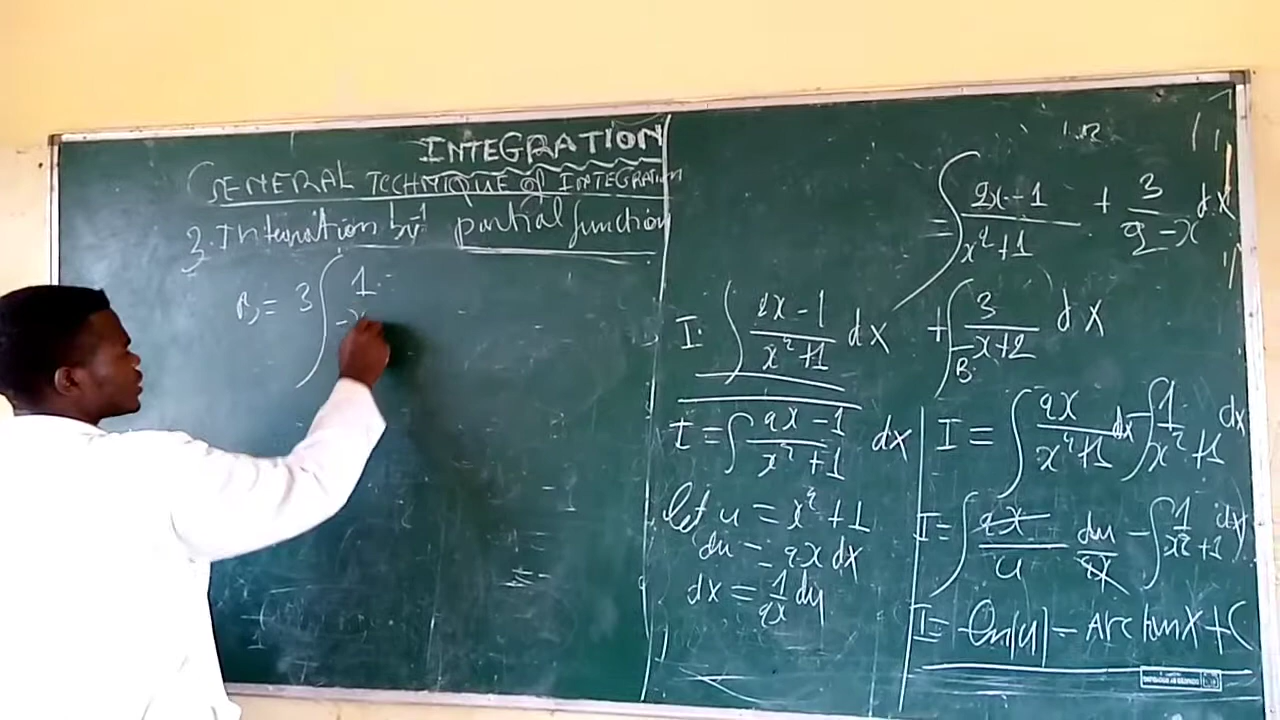 INTEGRATION
GENERAL TECHNIQUE of INTEGRATION
3. Integration by partial function
B = 3 ∫ 1
-x
= ∫ 2x-1 / x²+1 + 3 / 2-x dx
I: ∫ 2x-1 / x²+1 dx + ∫ 3 / -x+2 dx
B
I = ∫ 2x-1 / x²+1 dx
let u = x²+1
du = 2x dx
dx = 1/2x du
I = ∫ 2x / x²+1 dx - ∫ 1 / x²+1 dx
I = ∫ 2x / u du / 2x - ∫ 1 / x²+1 dx
I = ln|u| - Arctan x + C